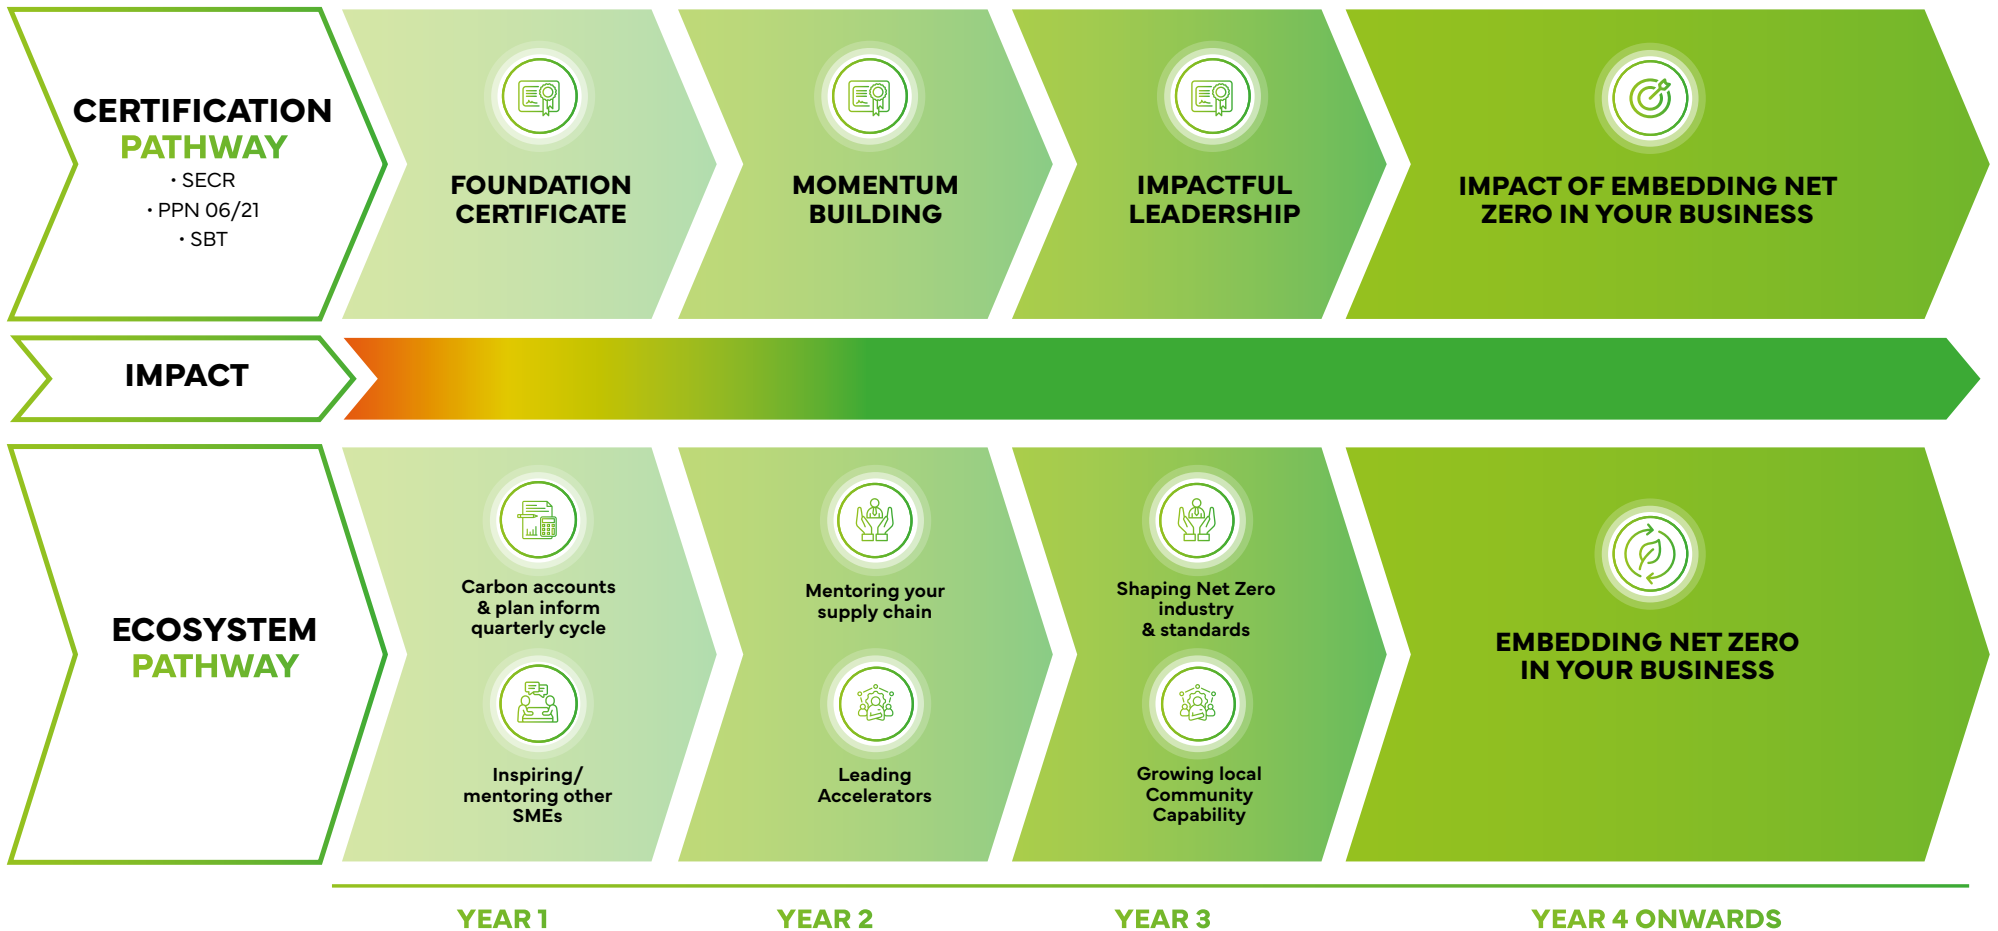 CERTIFICATION
PATHWAY
• SECR
• PPN 06/21
• SBT
FOUNDATION
CERTIFICATE
MOMENTUM
BUILDING
IMPACTFUL
LEADERSHIP
IMPACT OF EMBEDDING NET
ZERO IN YOUR BUSINESS
IMPACT
ECOSYSTEM
PATHWAY
Carbon accounts
& plan inform
quarterly cycle
Inspiring/
mentoring other
SMEs
Mentoring your
supply chain
Leading
Accelerators
Shaping Net Zero
industry
& standards
Growing local
Community
Capability
EMBEDDING NET ZERO
IN YOUR BUSINESS
YEAR 1
YEAR 2
YEAR 3
YEAR 4 ONWARDS